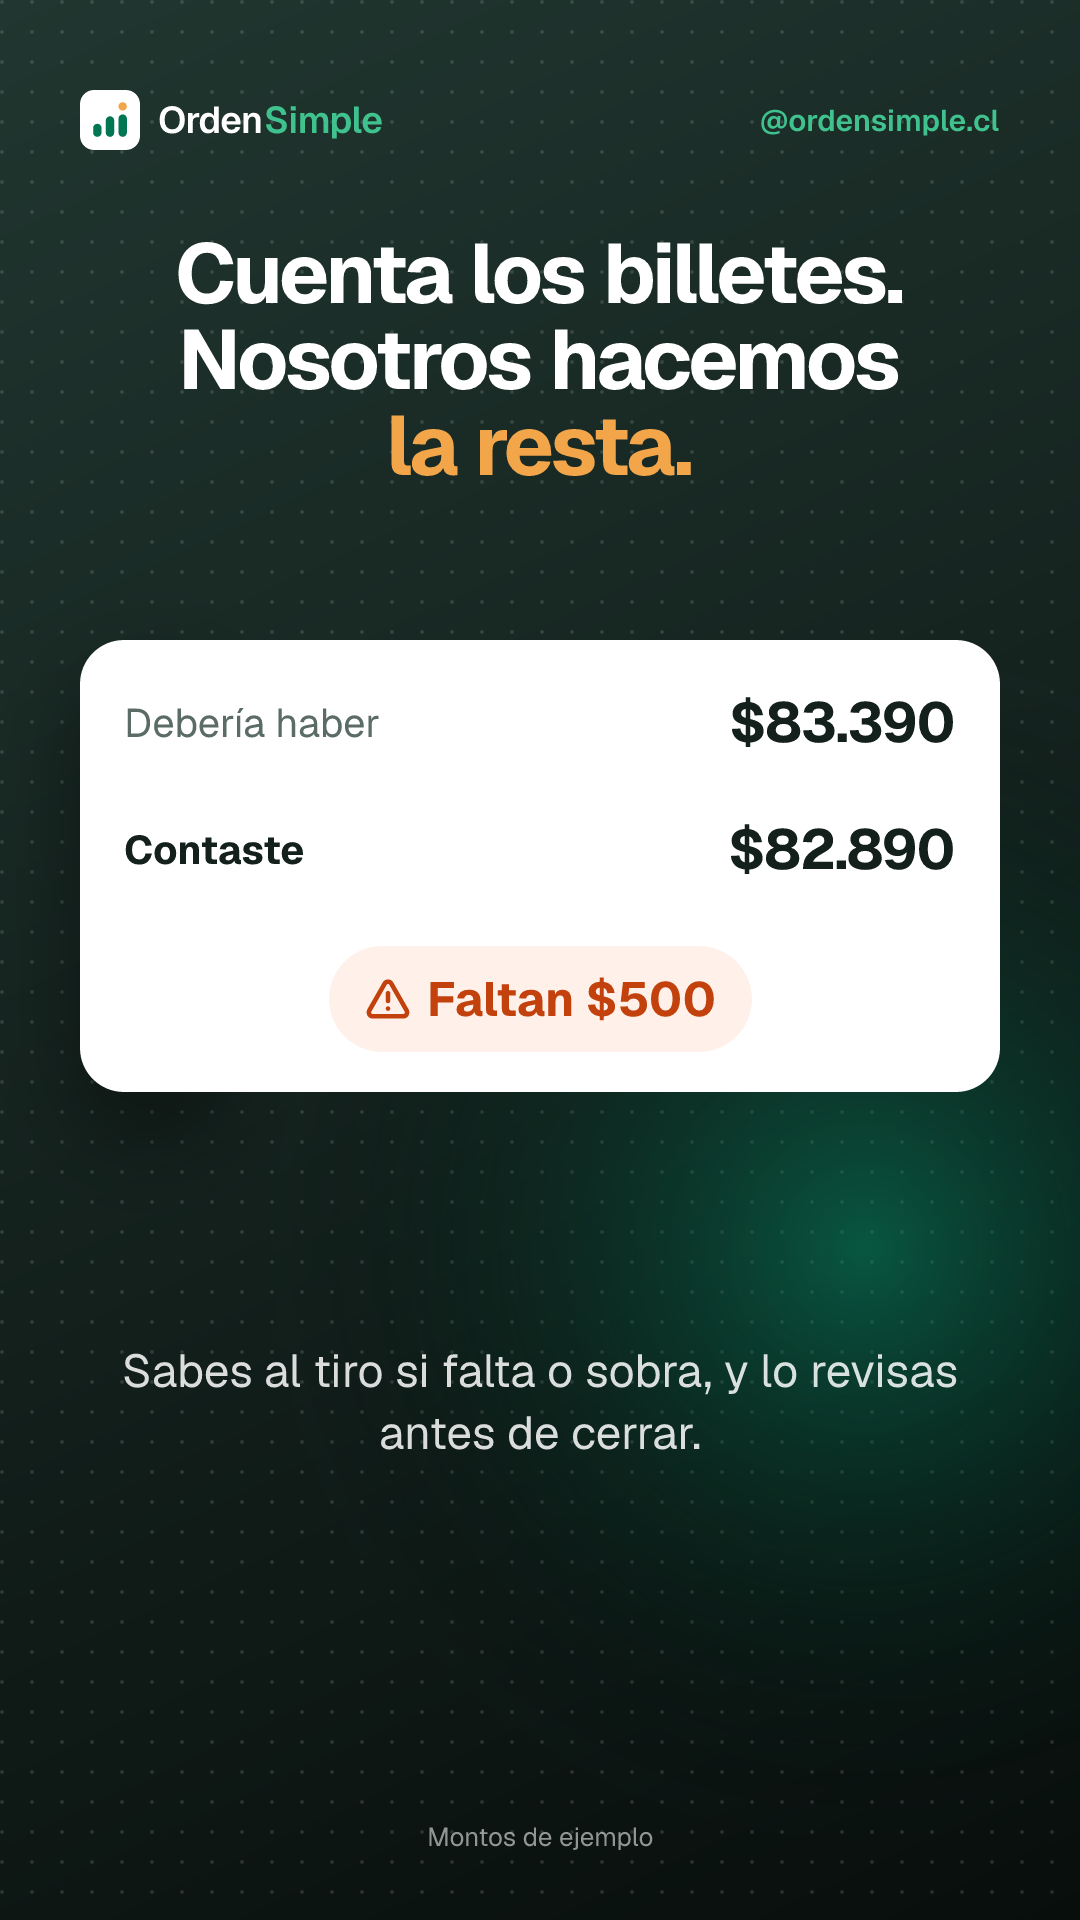 OrdenSimple
@ordensimple.cl
Cuenta los billetes.
Nosotros hacemos
la resta.
Debería haber
$83.390
Contaste
$82.890
Faltan $500
Sabes al tiro si falta o sobra, y lo revisas
antes de cerrar.
Montos de ejemplo